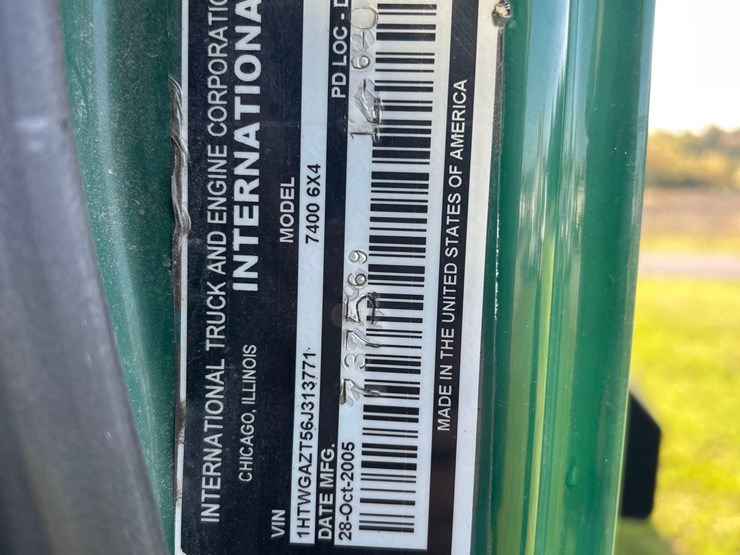 INTERNATIONAL TRUCK AND ENGINE CORPORATIO
CHICAGO, ILLINOIS
INTERNATIONA
VIN
MODEL
1HTWGAZT56J313771
7400 6X4
DATE MFG.
PD LOC - D
28-Oct-2005
MADE IN THE UNITED STATES OF AMERICA